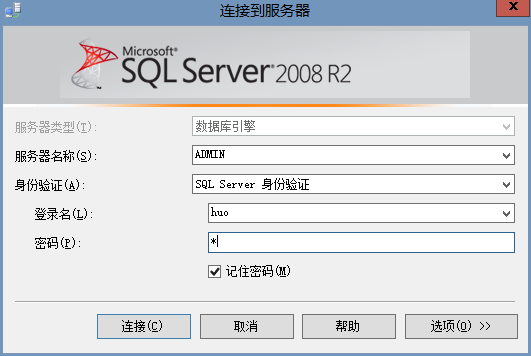 连接到服务器
Microsoft
SQL Server 2008 R2
服务器类型(T):
数据库引擎
服务器名称(S):
ADMIN
身份验证(A):
SQL Server 身份验证
登录名(L):
huo
密码(P):
*
记住密码(M)
连接(C)
取消
帮助
选项(O) >>